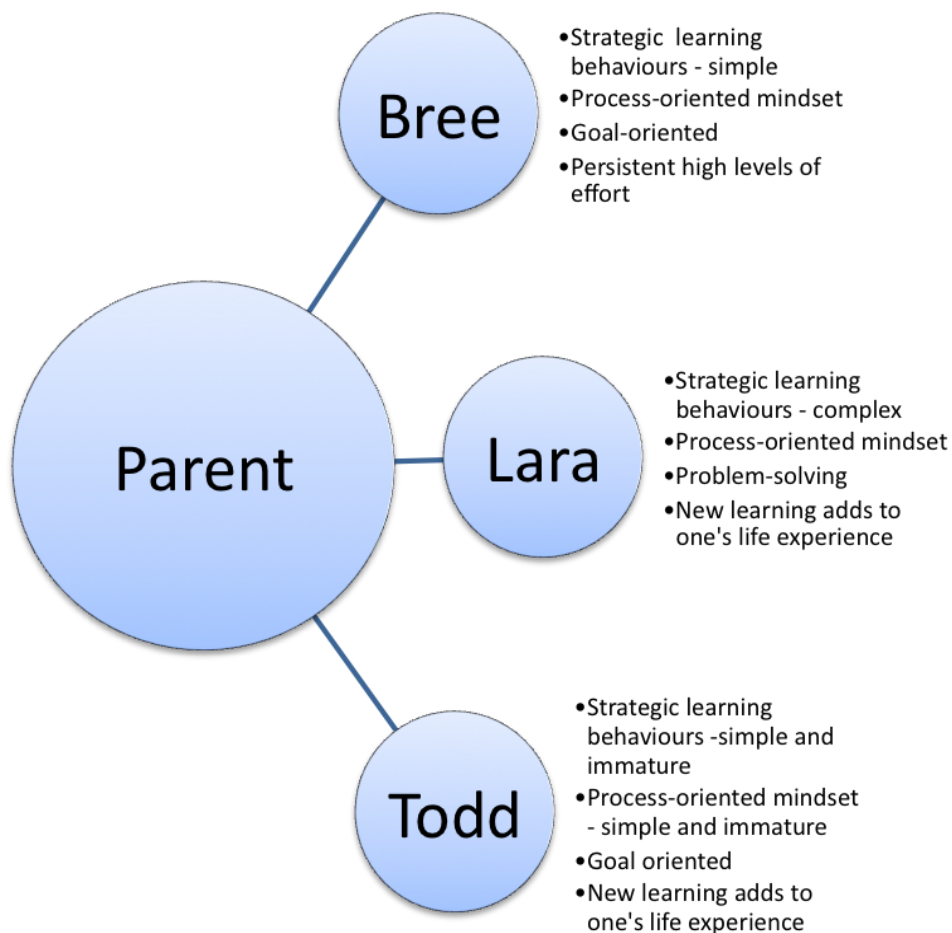 •Strategic learning
behaviours - simple
•Process-oriented mindset
•Goal-oriented
•Persistent high levels of
effort
Bree
Parent
Lara
•Strategic learning
behaviours - complex
•Process-oriented mindset
•Problem-solving
•New learning adds to
one's life experience
Todd
•Strategic learning
behaviours -simple and
immature
•Process-oriented mindset
- simple and immature
•Goal oriented
•New learning adds to
one's life experience